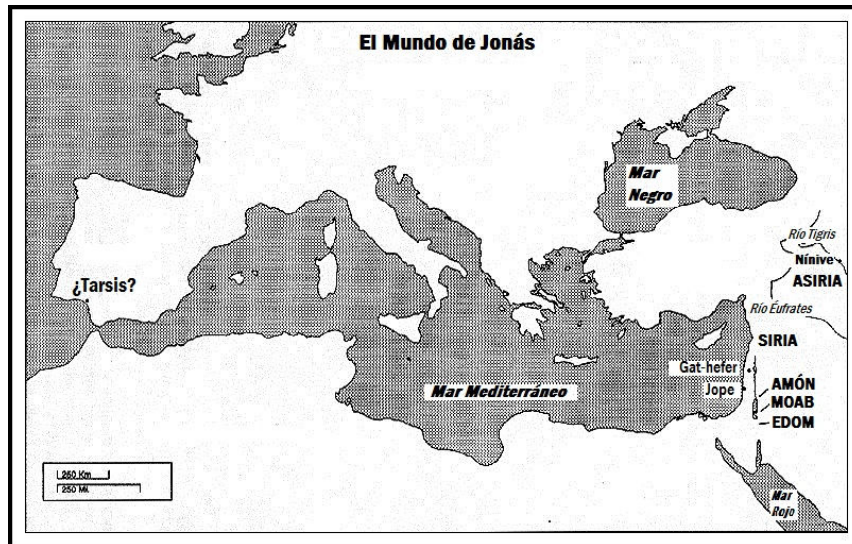 El Mundo de Jonás
Mar
Negro
Río Tigris
Nínive
ASIRIA
¿Tarsis?
Río Éufrates
SIRIA
Gat-hefer
Jope
AMÓN
MOAB
EDOM
Mar Mediterráneo
250 Km.
250 Mi.
Mar
Rojo